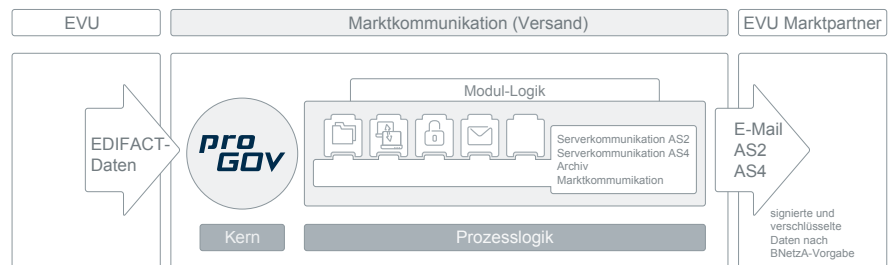 EVU
Marktkommunikation (Versand)
EVU Marktpartner
EDIFACT-
Daten
pro
GOV
Modul-Logik
Serverkommunikation AS2
Serverkommunikation AS4
Archiv
Marktkommumikation
E-Mail
AS2
AS4
signierte und
verschlüsselte
Daten nach
BNetzA-Vorgabe
Kern
Prozesslogik